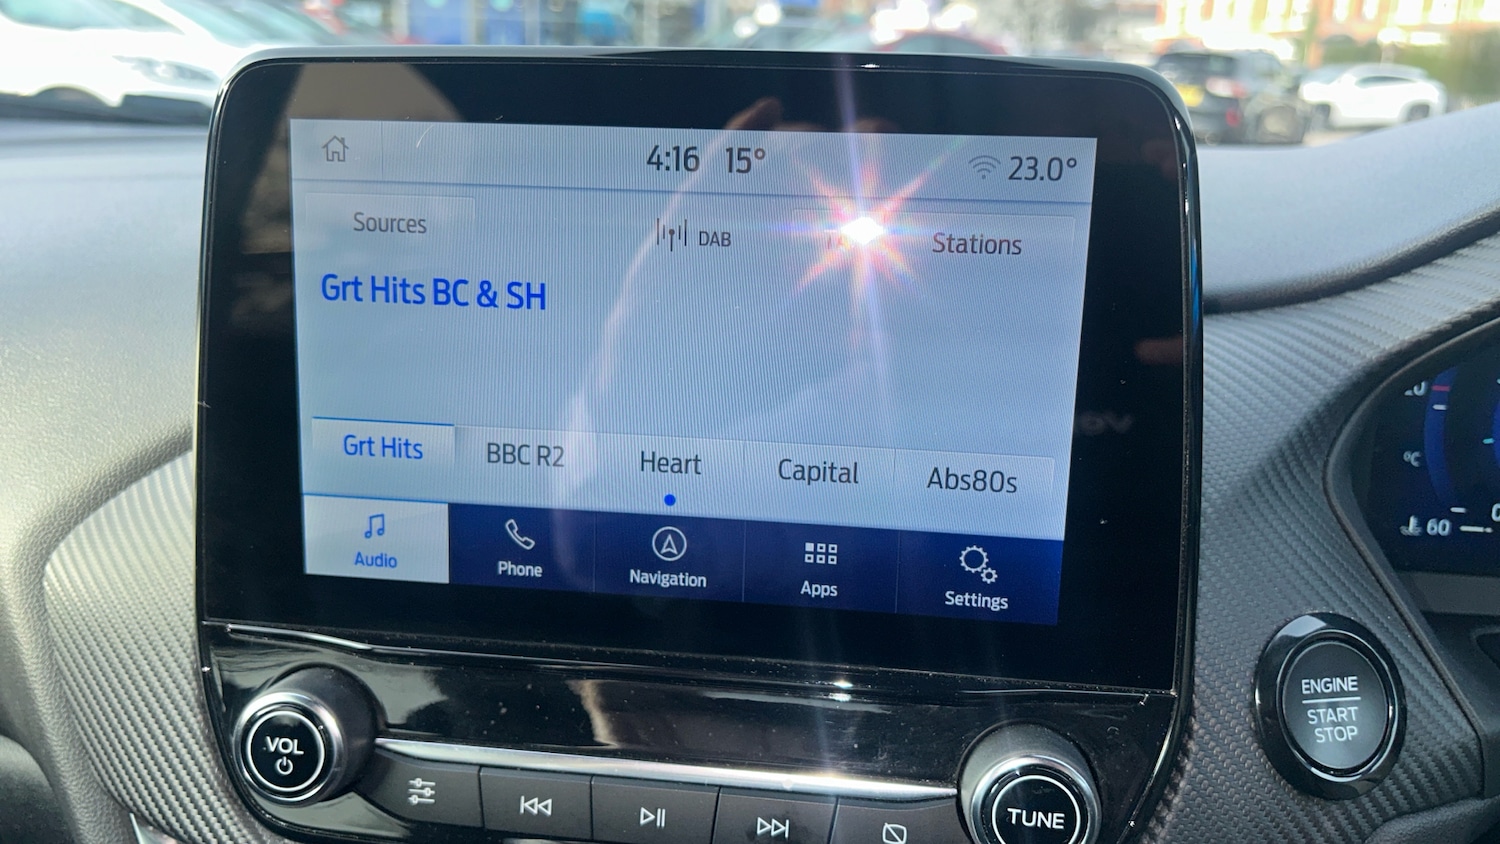 4:16 15° 23.0°
Sources DAB Stations
Grt Hits BC & SH
Grt Hits BBC R2 Heart Capital Abs80s
Audio Phone Navigation Apps Settings
VOL
TUNE
ENGINE
START
STOP
°C
60